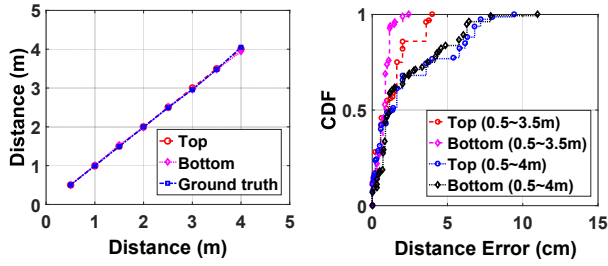 5
4
3
2
1
0
0 1 2 3 4 5
Distance (m)
Distance (m)
Top
Bottom
Ground truth
1
0.5
0
0 5 10 15
CDF
Distance Error (cm)
Top (0.5~3.5m)
Bottom (0.5~3.5m)
Top (0.5~4m)
Bottom (0.5~4m)